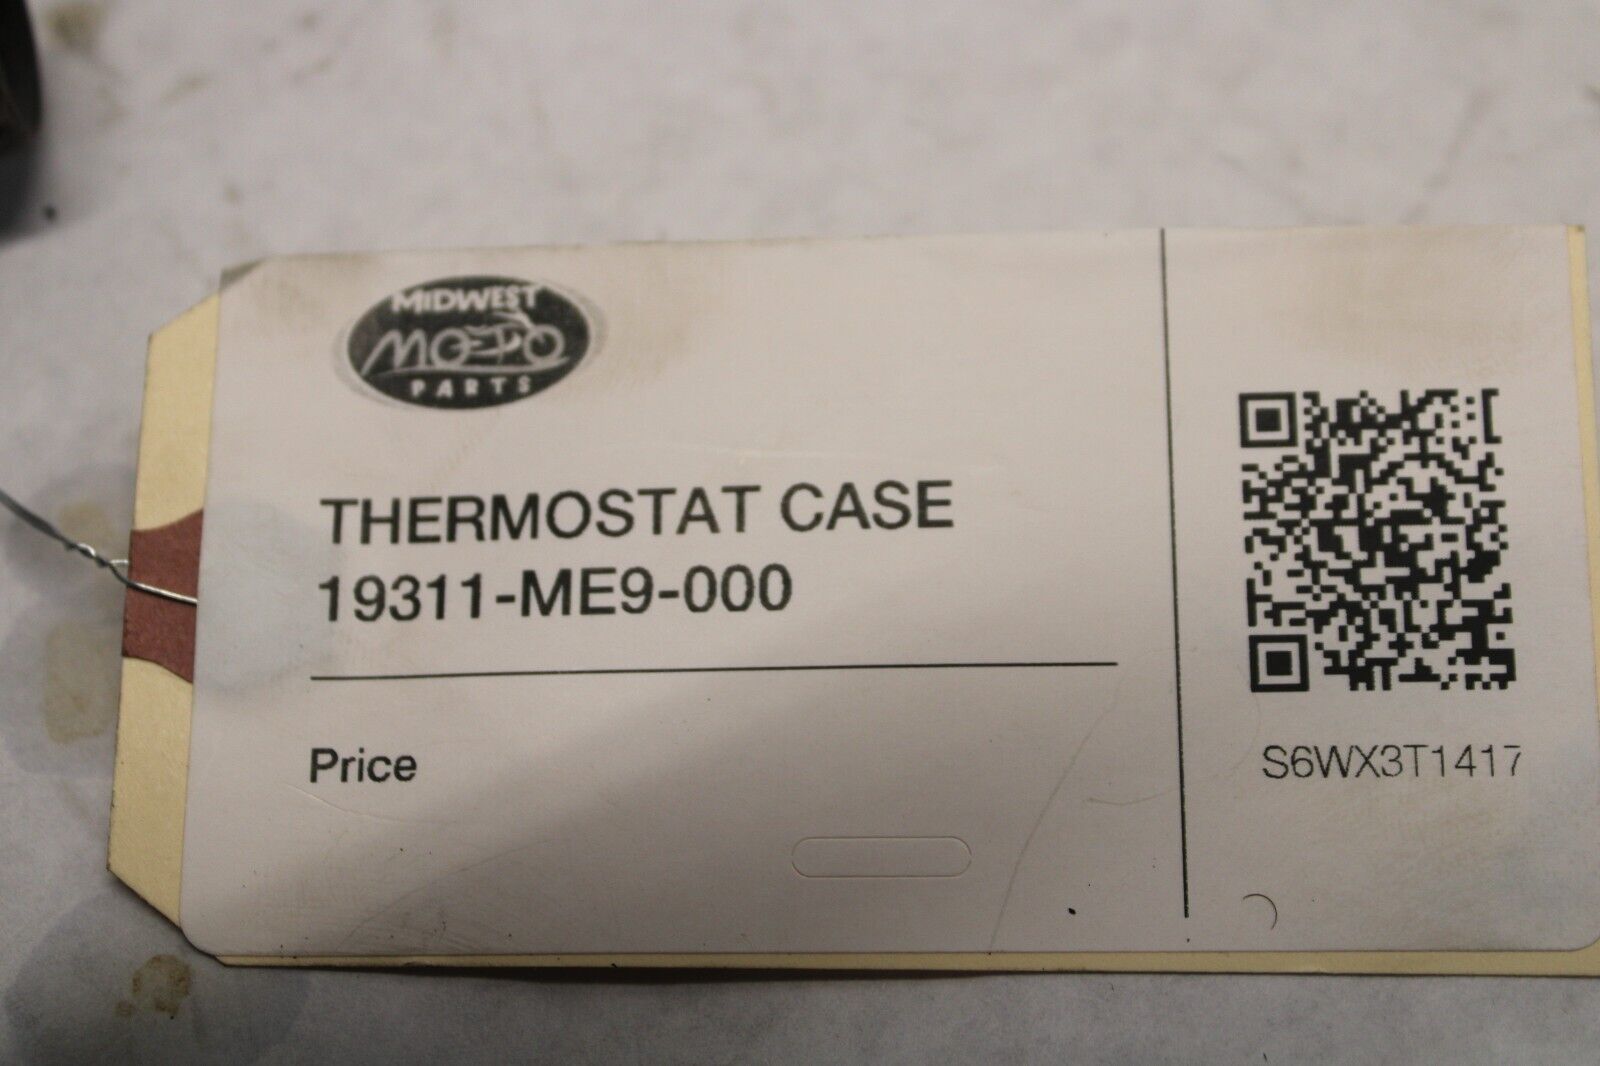 MIDWEST
MOTO
PARTS
THERMOSTAT CASE
19311-ME9-000
Price
S6WX3T1417